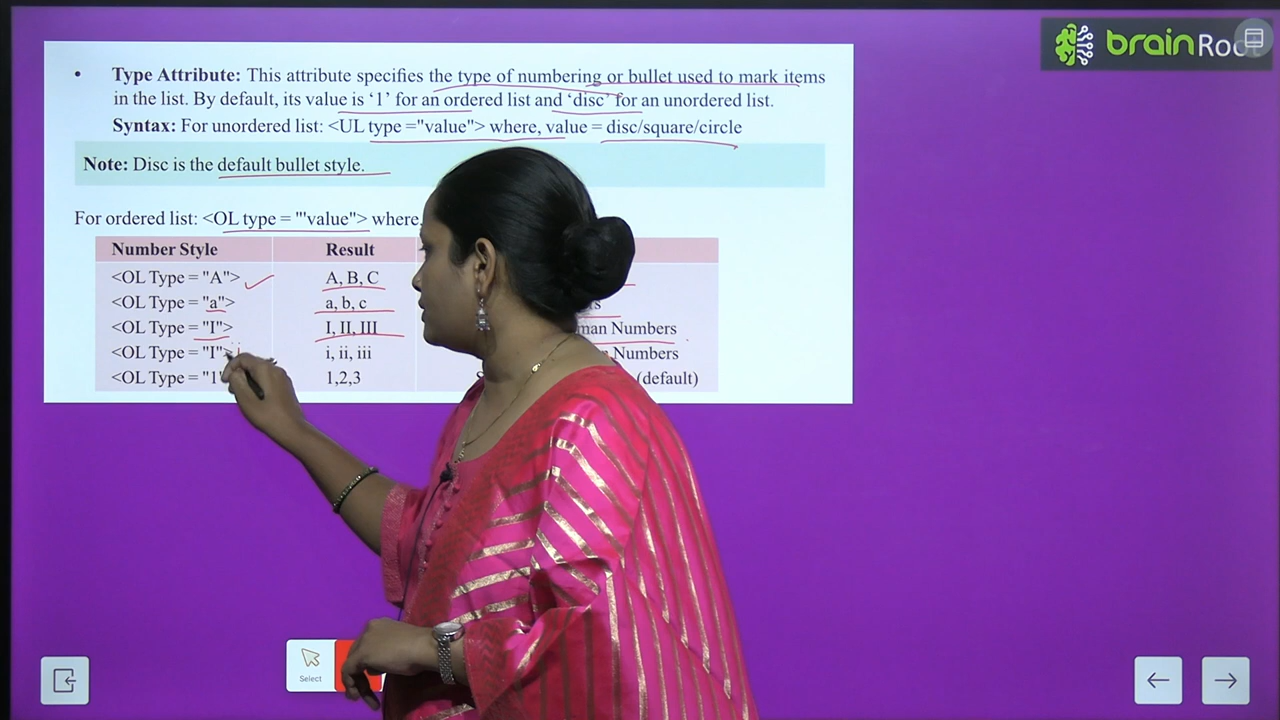 brainRoo
• Type Attribute: This attribute specifies the type of numbering or bullet used to mark items
in the list. By default, its value is ‘1’ for an ordered list and ‘disc’ for an unordered list.
Syntax: For unordered list: <UL type ="value"> where, value = disc/square/circle
Note: Disc is the default bullet style.
For ordered list: <OL type = "'value"> where,
Number Style Result
<OL Type = "A"> A, B, C
<OL Type = "a"> a, b, c
<OL Type = "I"> I, II, III man Numbers
<OL Type = "I"> i, ii, iii Numbers
<OL Type = "1" 1,2,3 (default)
Select